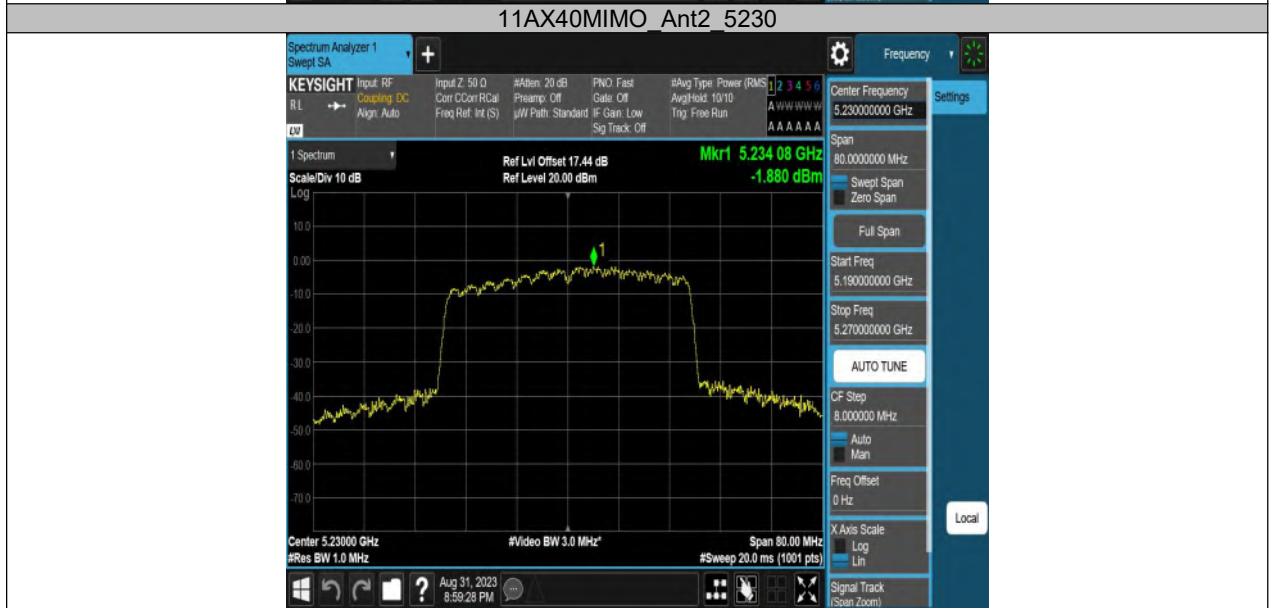 11AX40MIMO_Ant2_5230
Spectrum Analyzer 1
Swept SA
+
Frequency
KEYSIGHT
RL
LXI
Input: RF
Coupling: DC
Align: Auto
Input Z: 50 Ω
Corr CCorr RCal
Freq Ref: Int (S)
#Atten: 20 dB
Preamp: Off
µW Path: Standard
PNO: Fast
Gate: Off
IF Gain: Low
Sig Track: Off
#Avg Type: Power (RMS
Avg|Hold: 10/10
Trig: Free Run
1 2 3 4 5 6
A W W W W W
A A A A A A
1 Spectrum
Scale/Div 10 dB
Log
Ref Lvl Offset 17.44 dB
Ref Level 20.00 dBm
Mkr1 5.234 08 GHz
-1.880 dBm
10.0
0.00
-10.0
-20.0
-30.0
-40.0
-50.0
-60.0
-70.0
1
Center 5.23000 GHz
#Res BW 1.0 MHz
#Video BW 3.0 MHz*
Span 80.00 MHz
#Sweep 20.0 ms (1001 pts)
?
Aug 31, 2023
8:59:28 PM
Center Frequency
5.230000000 GHz
Settings
Span
80.0000000 MHz
Swept Span
Zero Span
Full Span
Start Freq
5.190000000 GHz
Stop Freq
5.270000000 GHz
AUTO TUNE
CF Step
8.000000 MHz
Auto
Man
Freq Offset
0 Hz
Local
X Axis Scale
Log
Lin
Signal Track
(Span Zoom)